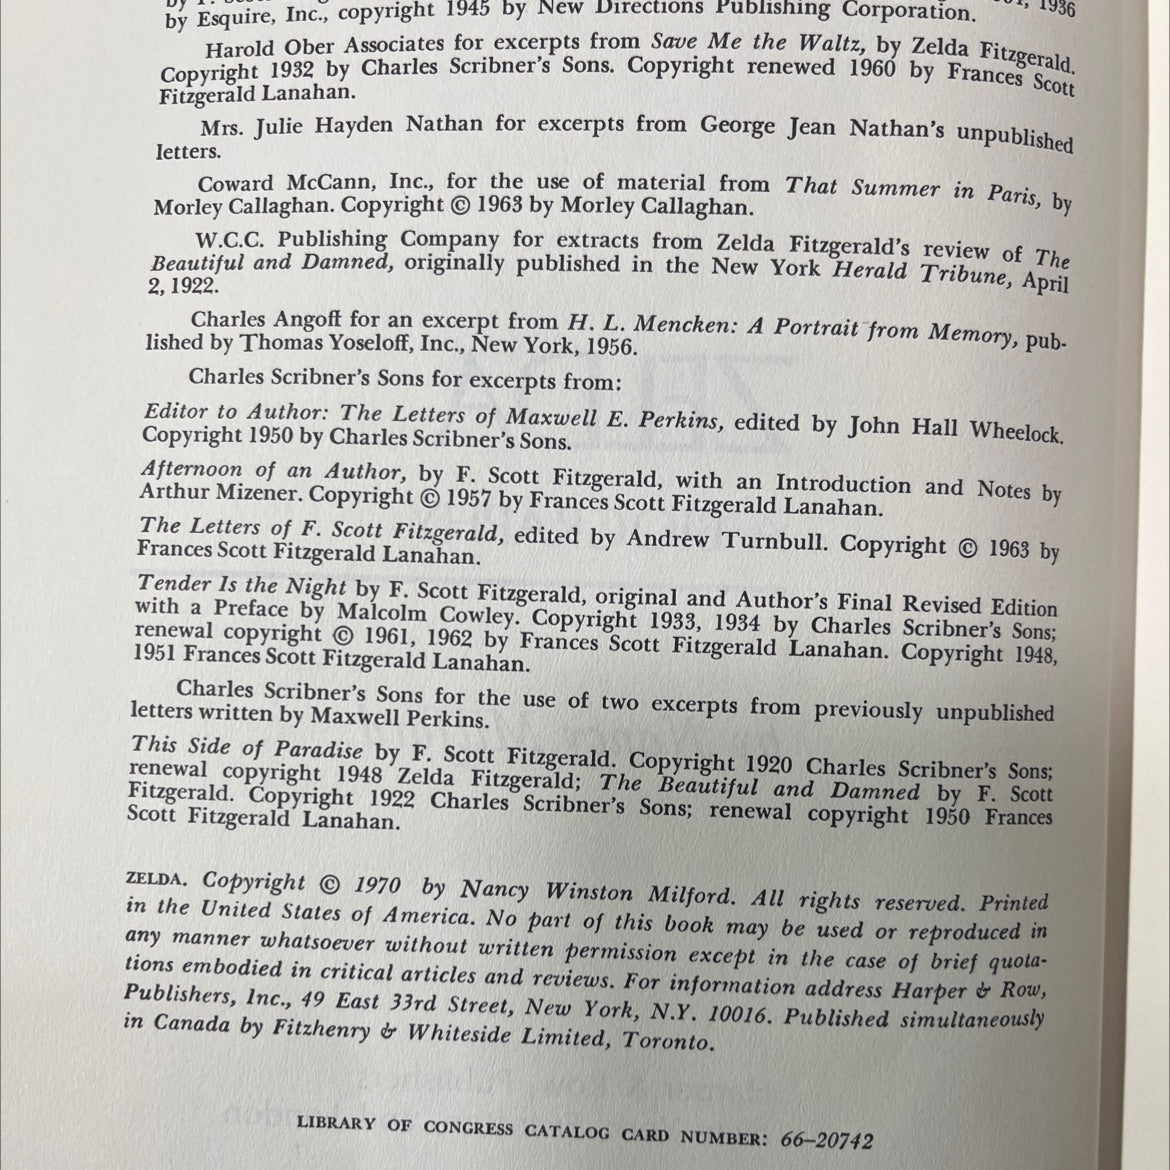 by Esquire, Inc., copyright 1945 by New Directions Publishing Corporation.
Harold Ober Associates for excerpts from Save Me the Waltz, by Zelda Fitzgerald.
Copyright 1932 by Charles Scribner's Sons. Copyright renewed 1960 by Frances Scott
Fitzgerald Lanahan.
Mrs. Julie Hayden Nathan for excerpts from George Jean Nathan's unpublished
letters.
Coward McCann, Inc., for the use of material from That Summer in Paris, by
Morley Callaghan. Copyright © 1963 by Morley Callaghan.
W.C.C. Publishing Company for extracts from Zelda Fitzgerald's review of The
Beautiful and Damned, originally published in the New York Herald Tribune, April
2, 1922.
Charles Angoff for an excerpt from H. L. Mencken: A Portrait from Memory, pub-
lished by Thomas Yoseloff, Inc., New York, 1956.
Charles Scribner's Sons for excerpts from:
Editor to Author: The Letters of Maxwell E. Perkins, edited by John Hall Wheelock.
Copyright 1950 by Charles Scribner's Sons.
Afternoon of an Author, by F. Scott Fitzgerald, with an Introduction and Notes by
Arthur Mizener. Copyright © 1957 by Frances Scott Fitzgerald Lanahan.
The Letters of F. Scott Fitzgerald, edited by Andrew Turnbull. Copyright © 1963 by
Frances Scott Fitzgerald Lanahan.
Tender Is the Night by F. Scott Fitzgerald, original and Author's Final Revised Edition
with a Preface by Malcolm Cowley. Copyright 1933, 1934 by Charles Scribner's Sons;
renewal copyright © 1961, 1962 by Frances Scott Fitzgerald Lanahan. Copyright 1948,
1951 Frances Scott Fitzgerald Lanahan.
Charles Scribner's Sons for the use of two excerpts from previously unpublished
letters written by Maxwell Perkins.
This Side of Paradise by F. Scott Fitzgerald. Copyright 1920 Charles Scribner's Sons;
renewal copyright 1948 Zelda Fitzgerald; The Beautiful and Damned by F. Scott
Fitzgerald. Copyright 1922 Charles Scribner's Sons; renewal copyright 1950 Frances
Scott Fitzgerald Lanahan.
ZELDA. Copyright © 1970 by Nancy Winston Milford. All rights reserved. Printed
in the United States of America. No part of this book may be used or reproduced in
any manner whatsoever without written permission except in the case of brief quota-
tions embodied in critical articles and reviews. For information address Harper & Row,
Publishers, Inc., 49 East 33rd Street, New York, N.Y. 10016. Published simultaneously
in Canada by Fitzhenry & Whiteside Limited, Toronto.
LIBRARY OF CONGRESS CATALOG CARD NUMBER: 66-20742